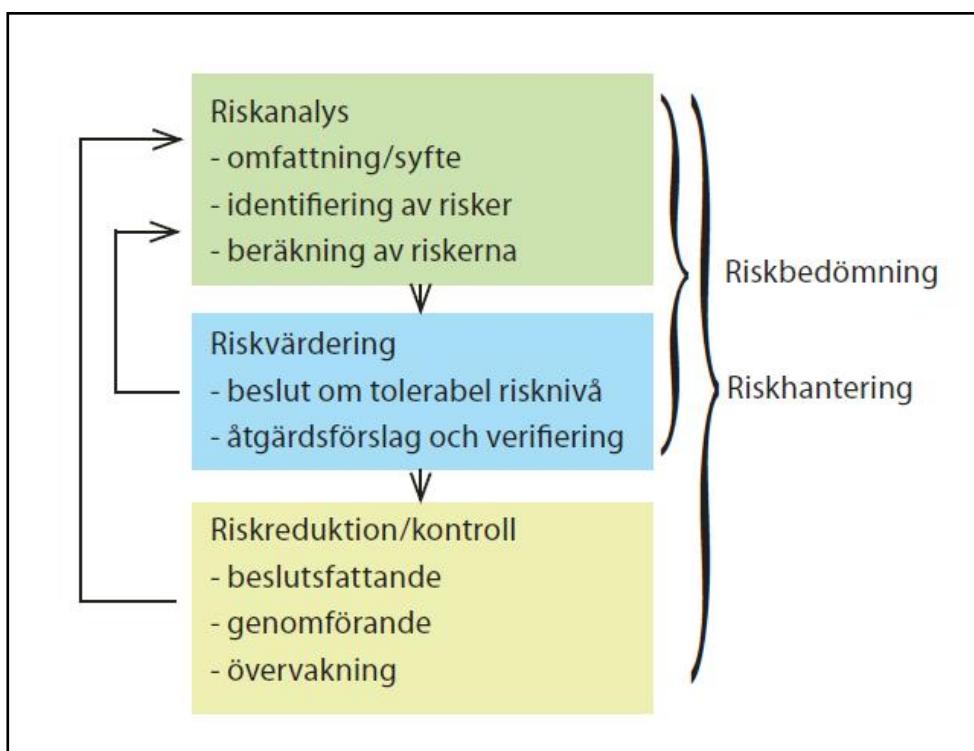 Riskanalys
- omfattning/syfte
- identifiering av risker
- beräkning av riskerna
Riskvärdering
- beslut om tolerabel risknivå
- åtgärdsförslag och verifiering
Riskreduktion/kontroll
- beslutsfattande
- genomförande
- övervakning
Riskbedömning
Riskhantering